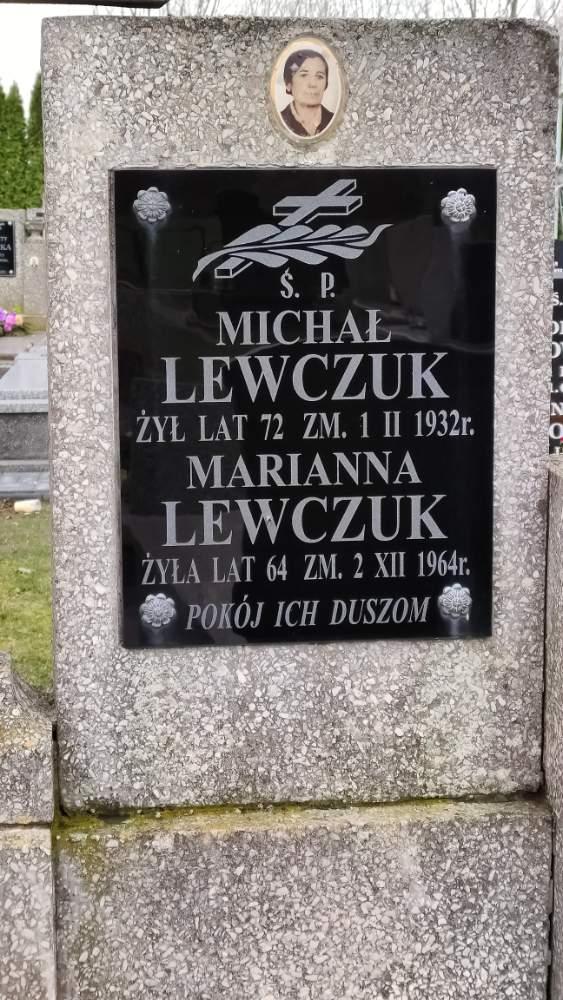 Ś. P.
MICHAŁ
LEWCZUK
ŻYŁ LAT 72 ZM. 1 II 1932r.
MARIANNA
LEWCZUK
ŻYŁA LAT 64 ZM. 2 XII 1964r.
POKÓJ ICH DUSZOM